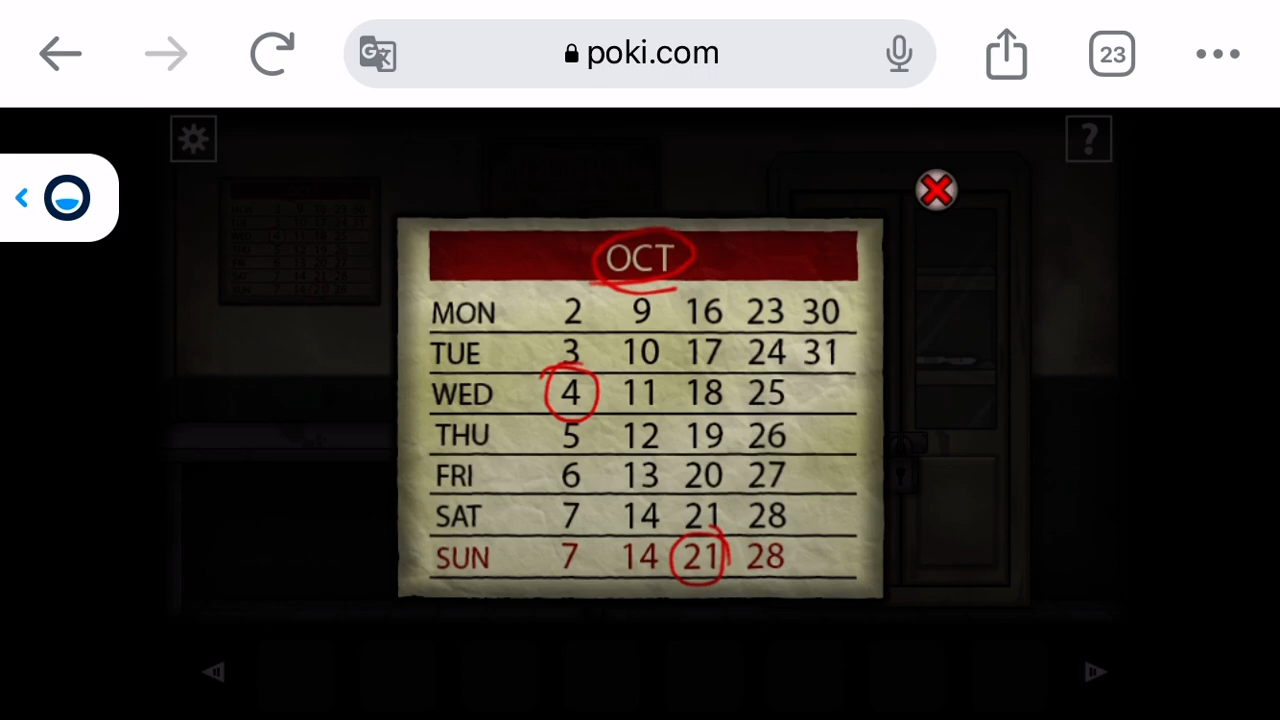 poki.com
23
?
OCT
MON 2 9 16 23 30
TUE 3 10 17 24 31
WED 4 11 18 25
THU 5 12 19 26
FRI 6 13 20 27
SAT 7 14 21 28
SUN 7 14 21 28